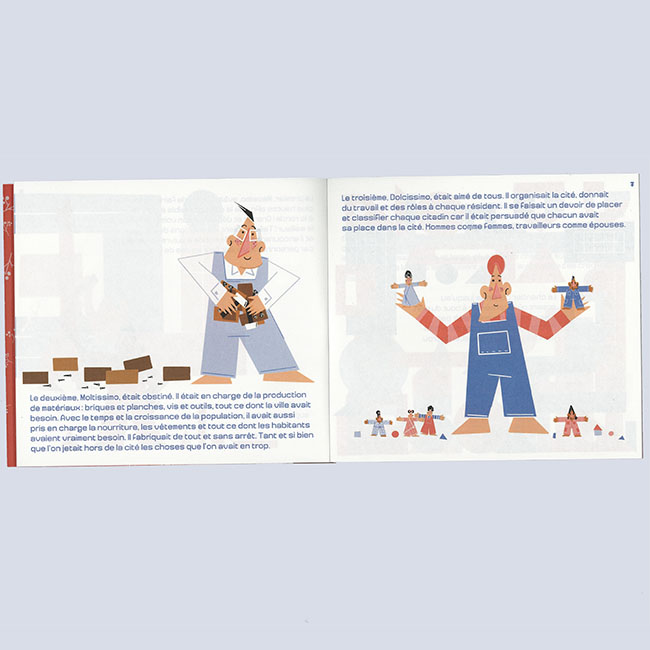 Le deuxième, Moltissimo, était obstiné. Il était en charge de la production
de matériaux : briques et planches, vis et outils, tout ce dont la ville avait
besoin. Avec le temps et la croissance de la population, il avait aussi
pris en charge la nourriture, les vêtements et tout ce dont les habitants
avaient vraiment besoin. Il fabriquait de tout et sans arrêt. Tant et si bien
que l'on jetait hors de la cité les choses que l'on avait en trop.
Le troisième, Dolcissimo, était aimé de tous. Il organisait la cité, donnait
du travail et des rôles à chaque résident. Il se faisait un devoir de placer
et classifier chaque citadin car il était persuadé que chacun avait
sa place dans la cité. Hommes comme femmes, travailleurs comme épouses.